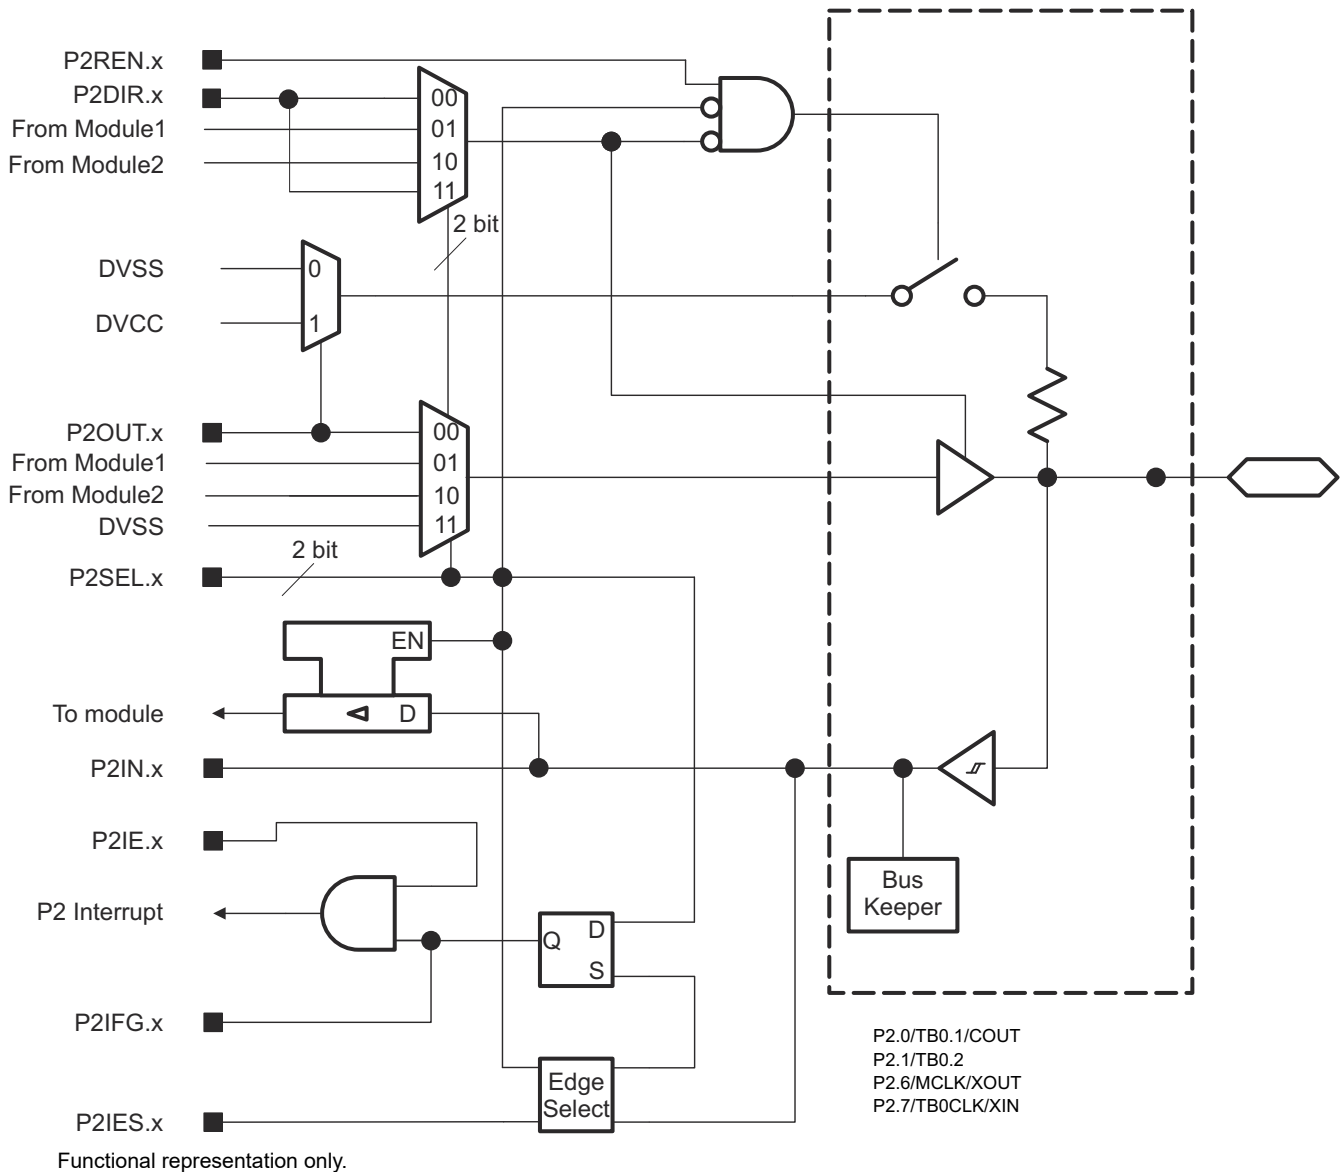 P2REN.x
P2DIR.x
00
From Module1
01
From Module2
10
11
2 bit
DVSS
0
DVCC
1
P2OUT.x
00
From Module1
01
From Module2
10
DVSS
11
2 bit
P2SEL.x
EN
To module
D
P2IN.x
P2IE.x
Bus
Keeper
P2 Interrupt
Q
D
S
P2IFG.x
P2.0/TB0.1/COUT
P2.1/TB0.2
P2.6/MCLK/XOUT
P2.7/TB0CLK/XIN
Edge
Select
P2IES.x
Functional representation only.